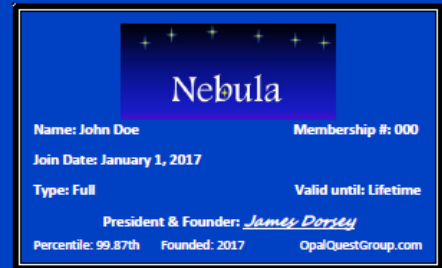 Nebula
Name: John Doe Membership #: 000
Join Date: January 1, 2017
Type: Full Valid until: Lifetime
President & Founder: James Dorsey
Percentile: 99.87th Founded: 2017 OpalQuestGroup.com